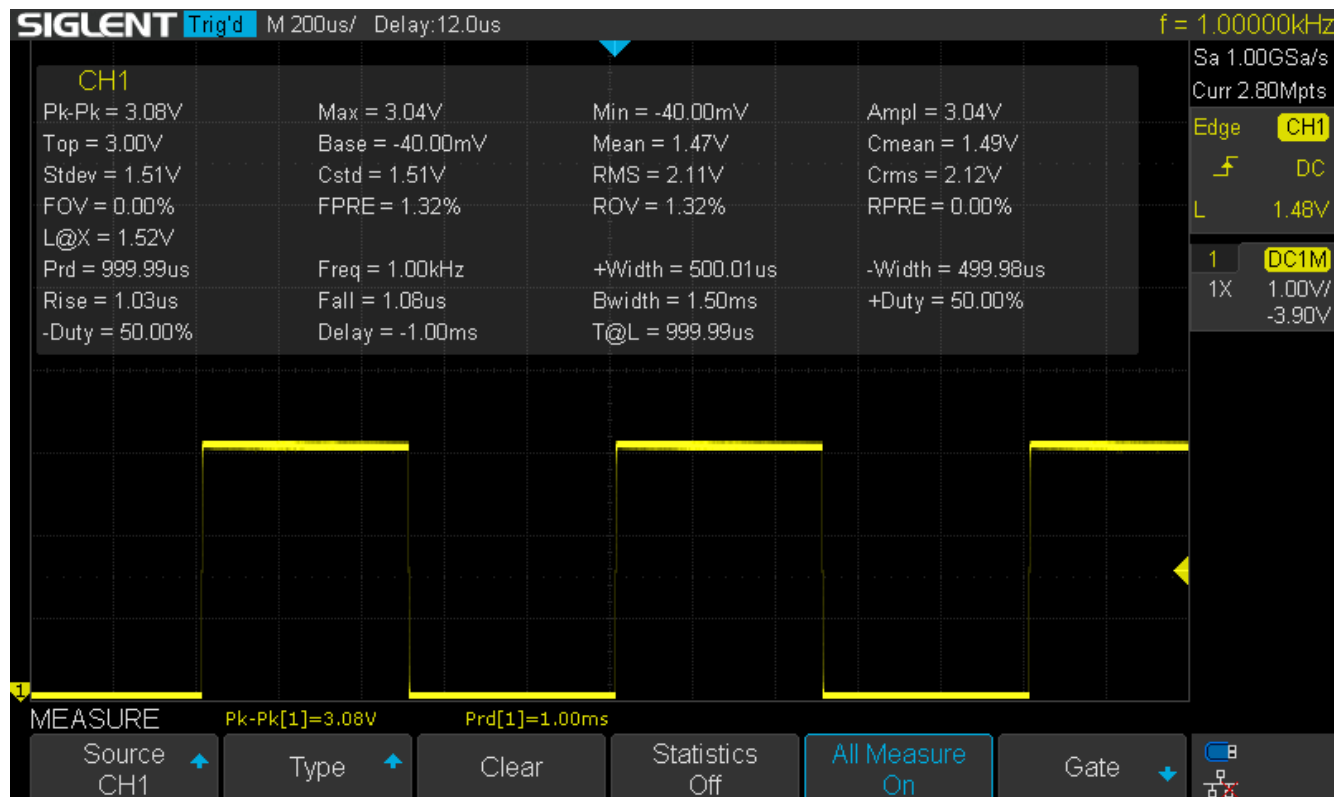 SIGLENT Trig'd M 200us/ Delay:12.0us f = 1.00000kHz
Sa 1.00GSa/s
Curr 2.80Mpts
Edge CH1
DC
L 1.48V
1 DC1M
1X 1.00V/
-3.90V
CH1
Pk-Pk = 3.08V Max = 3.04V Min = -40.00mV Ampl = 3.04V
Top = 3.00V Base = -40.00mV Mean = 1.47V Cmean = 1.49V
Stdev = 1.51V Cstd = 1.51V RMS = 2.11V Crms = 2.12V
FOV = 0.00% FPRE = 1.32% ROV = 1.32% RPRE = 0.00%
L@X = 1.52V
Prd = 999.99us Freq = 1.00kHz +Width = 500.01us -Width = 499.98us
Rise = 1.03us Fall = 1.08us Bwidth = 1.50ms +Duty = 50.00%
-Duty = 50.00% Delay = -1.00ms T@L = 999.99us
1
MEASURE Pk-Pk[1]=3.08V Prd[1]=1.00ms
Source CH1
Type
Clear
Statistics Off
All Measure On
Gate